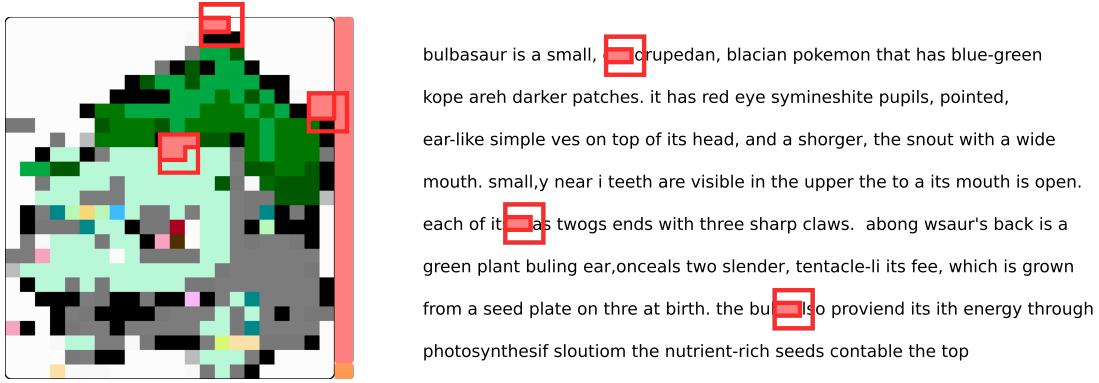 bulbasaur is a small, drupedan, blacian pokemon that has blue-green
kope areh darker patches. it has red eye symineshite pupils, pointed,
ear-like simple ves on top of its head, and a shorger, the snout with a wide
mouth. small,y near i teeth are visible in the upper the to a its mouth is open.
each of it as twogs ends with three sharp claws.  abong wsaur's back is a
green plant buling ear,onceals two slender, tentacle-li its fee, which is grown
from a seed plate on thre at birth. the bul lso proviend its ith energy through
photosynthesif sloutiom the nutrient-rich seeds contable the top